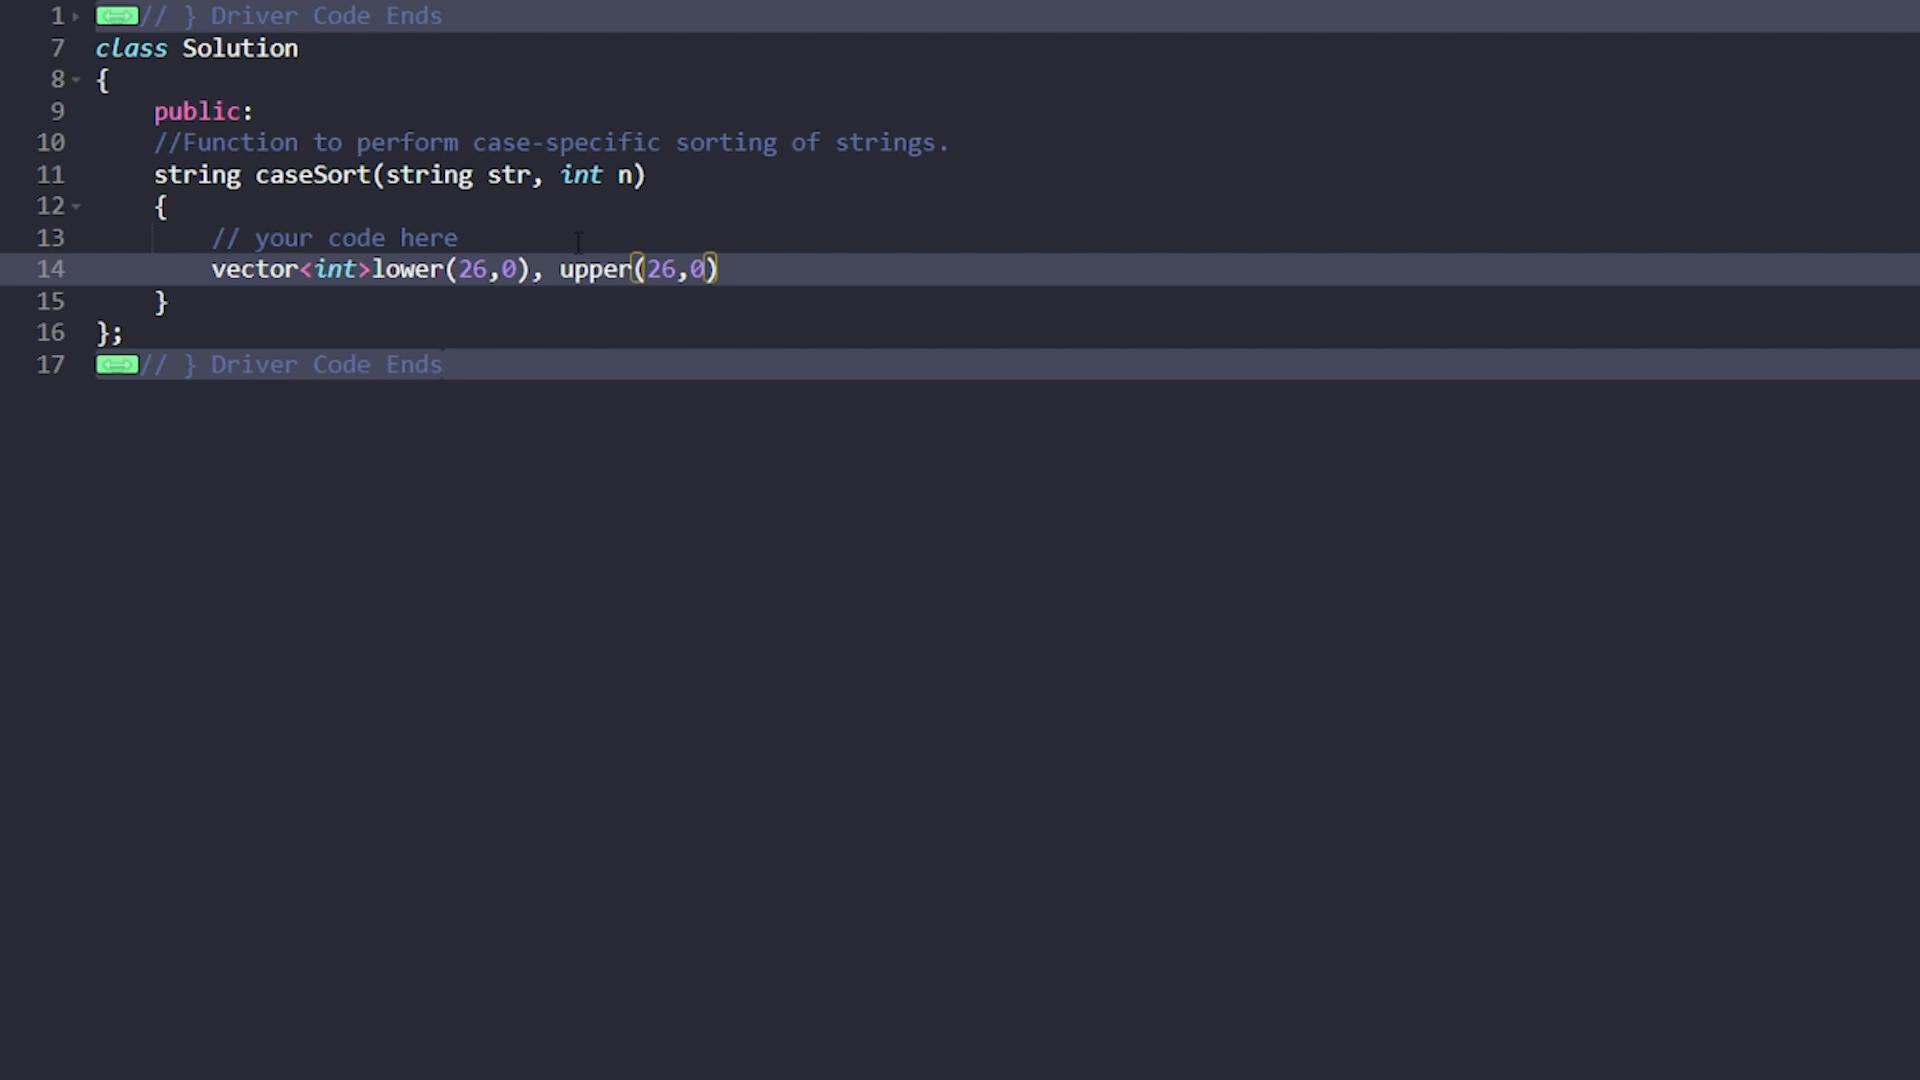 1 // } Driver Code Ends
7 class Solution
8 {
9     public:
10     //Function to perform case-specific sorting of strings.
11     string caseSort(string str, int n)
12     {
13         // your code here
14         vector<int>lower(26,0), upper(26,0)
15     }
16 };
17 // } Driver Code Ends